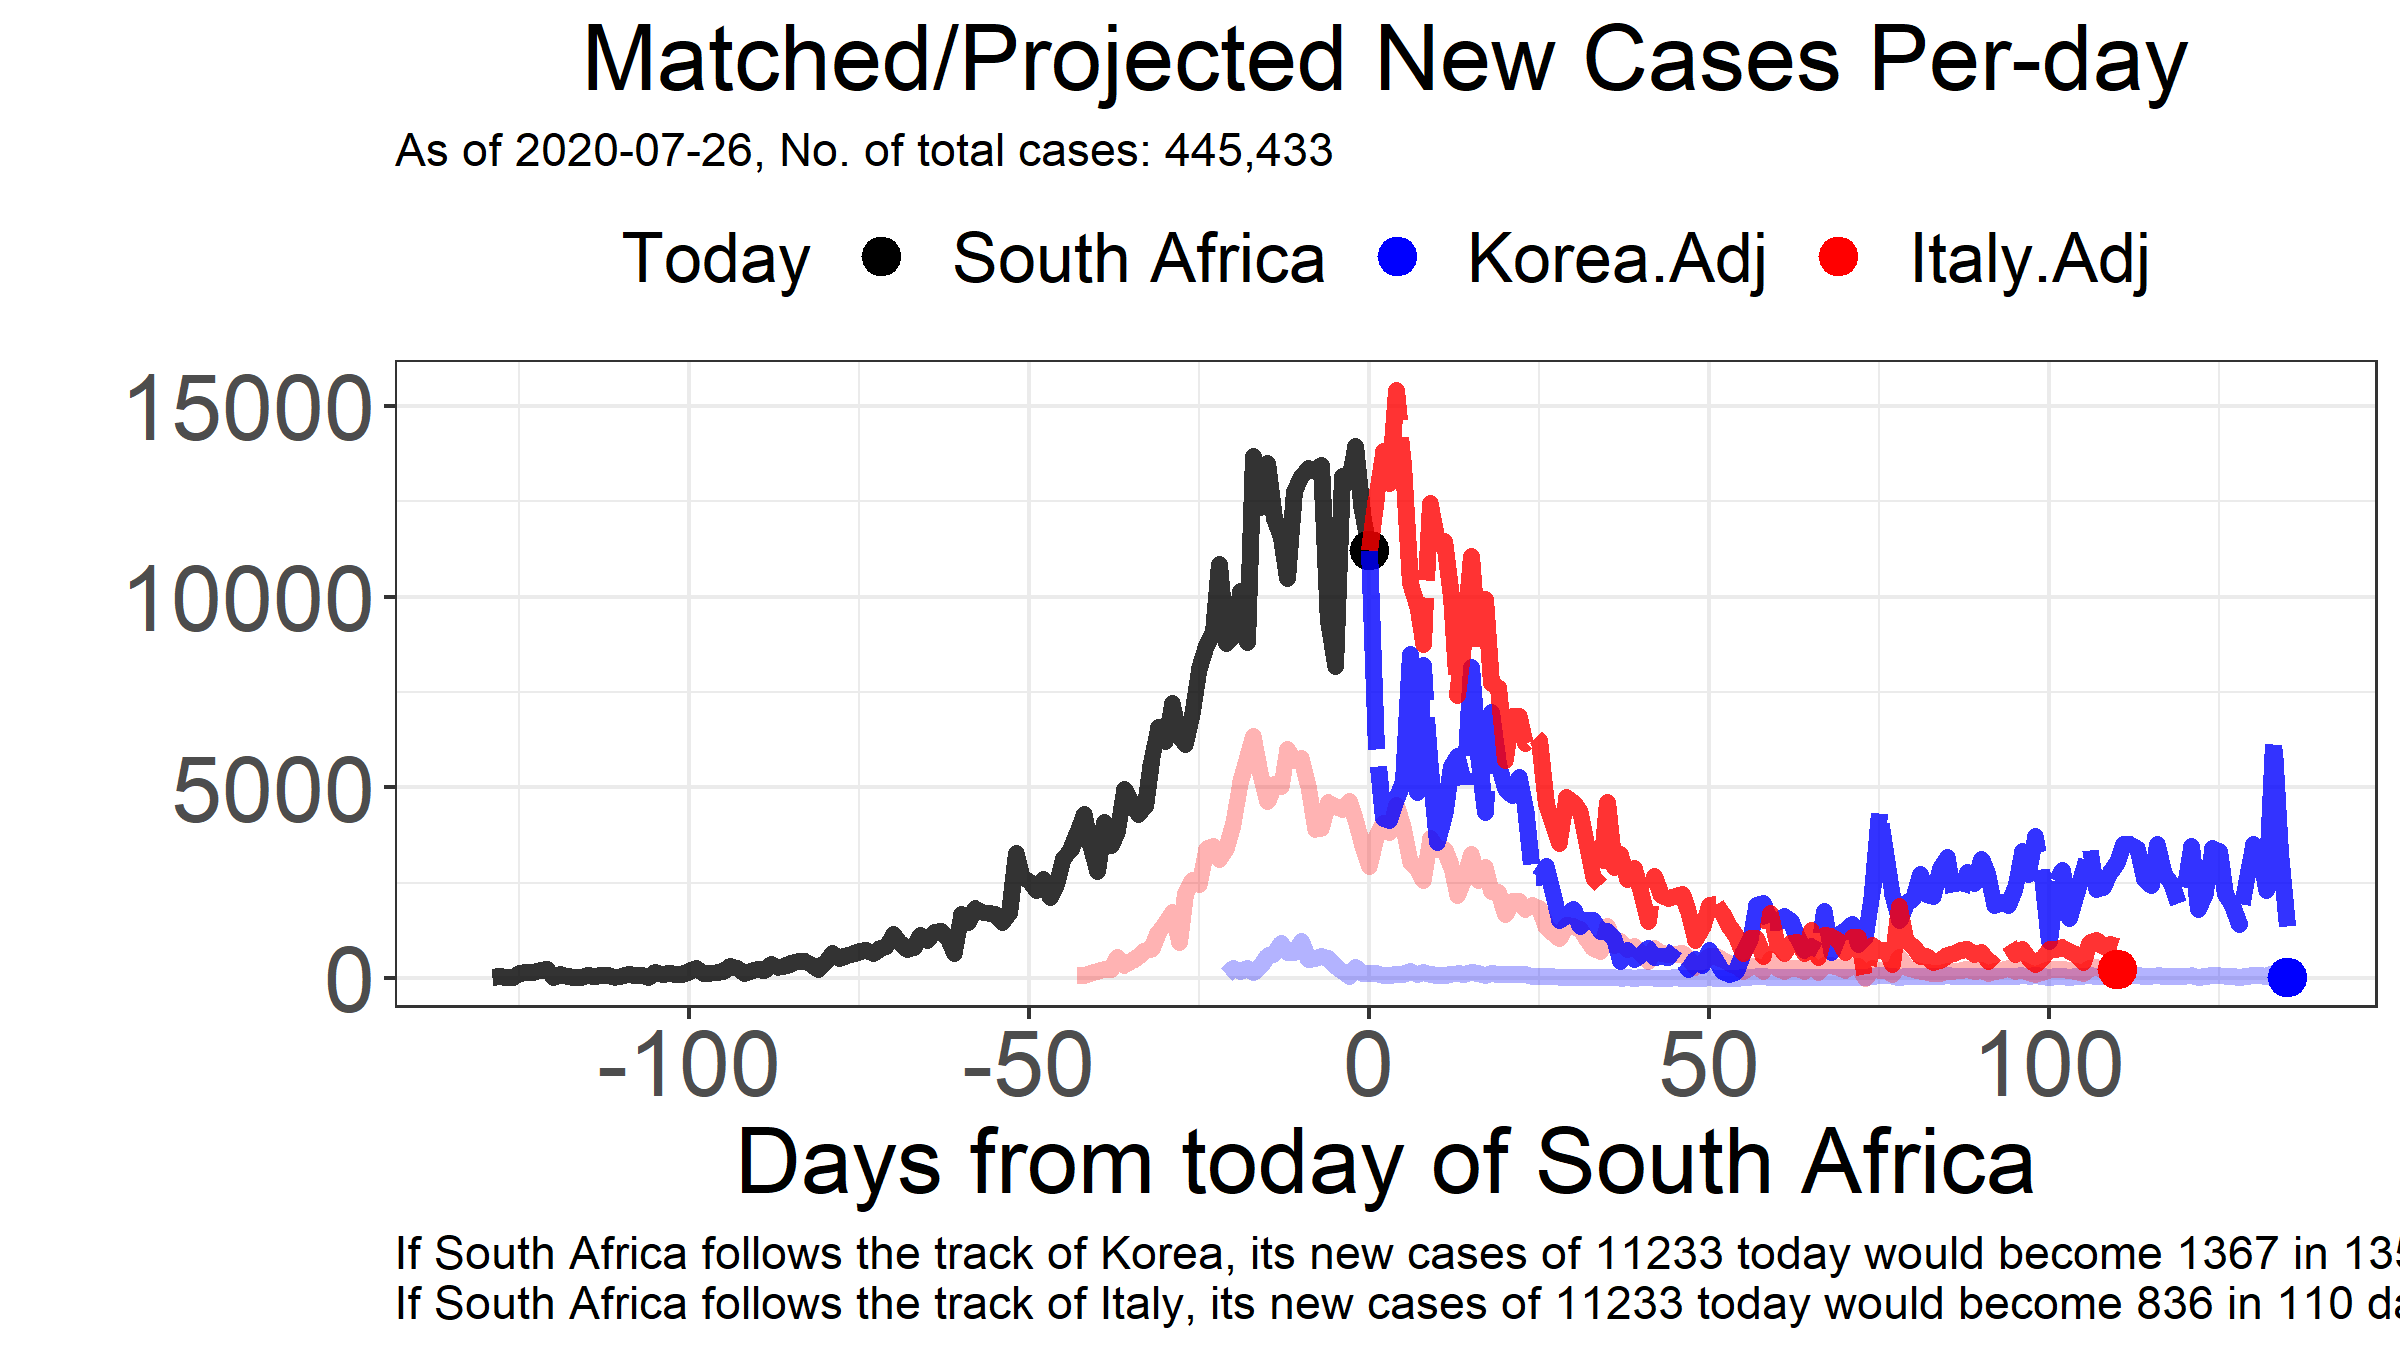 Matched/Projected New Cases Per-day
As of 2020-07-26, No. of total cases: 445,433
Today South Africa Korea.Adj Italy.Adj
15000
10000
5000
0
-100 -50 0 50 100
Days from today of South Africa
If South Africa follows the track of Korea, its new cases of 11233 today would become 1367 in 135
If South Africa follows the track of Italy, its new cases of 11233 today would become 836 in 110